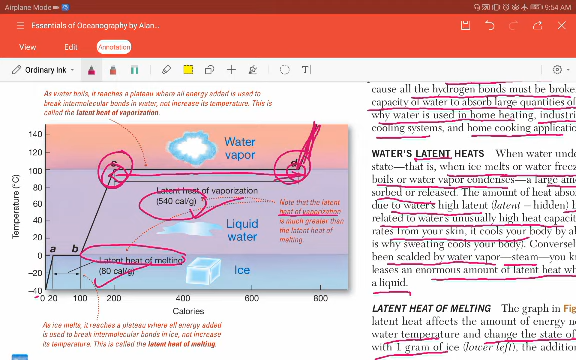 Airplane Mode
9:54 AM
Essentials of Oceanography by Alan...
View
Edit
Annotation
Ordinary Ink
T
As water boils, it reaches a plateau where all energy added is used to
break intermolecular bonds in water, not increase its temperature. This is
called the latent heat of vaporization.
Temperature (°C)
140
120
100
80
60
40
20
0
−20
−40
a
b
c
d
Water
vapor
Latent heat of vaporization
(540 cal/g)
Liquid
water
Note that the latent
heat of vaporization
is much greater than
the latent heat of
melting.
Latent heat of melting
(80 cal/g)
Ice
0 20 100 200 400 600 800
Calories
As ice melts, it reaches a plateau where all energy added
is used to break intermolecular bonds in ice, not increase
its temperature. This is called the latent heat of melting.
cause all the hydrogen bonds must be broke
capacity of water to absorb large quantities of
why water is used in home heating, industri
cooling systems, and home cooking applicatio
WATER'S LATENT HEATS When water unde
state—that is, when ice melts or water freez
boils or water vapor condenses—a large am
sorbed or released. The amount of heat absor
due to water's high latent (latent = hidden)
related to water's unusually high heat capacit
rates from your skin, it cools your body by ab
is why sweating cools your body). Conversel
been scalded by water vapor—steam—you kn
leases an enormous amount of latent heat wh
a liquid.
LATENT HEAT OF MELTING The graph in Fig
latent heat affects the amount of energy ne
water temperature and change the state of
with 1 gram of ice (lower left), the addition